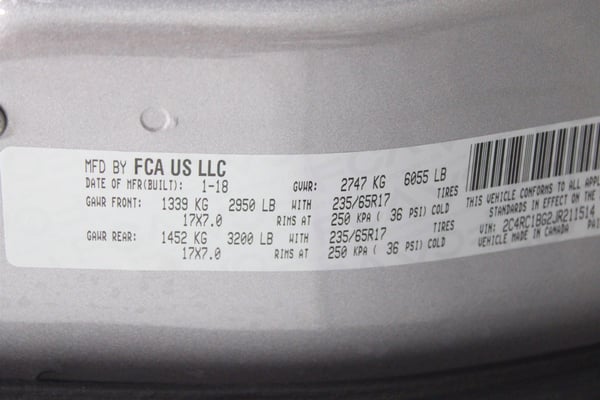 MFD BY FCA US LLC
DATE OF MFR(BUILT): 1-18 GVWR: 2747 KG 6055 LB
GAWR FRONT: 1339 KG 2950 LB WITH 235/65R17 TIRES
17X7.0 RIMS AT 250 KPA ( 36 PSI) COLD
GAWR REAR: 1452 KG 3200 LB WITH 235/65R17 TIRES
17X7.0 RIMS AT 250 KPA ( 36 PSI) COLD
THIS VEHICLE CONFORMS TO ALL
STANDARDS IN EFFECT ON THE
VIN: 2C4RC1BG2JR211514
VEHICLE MADE IN CANADA